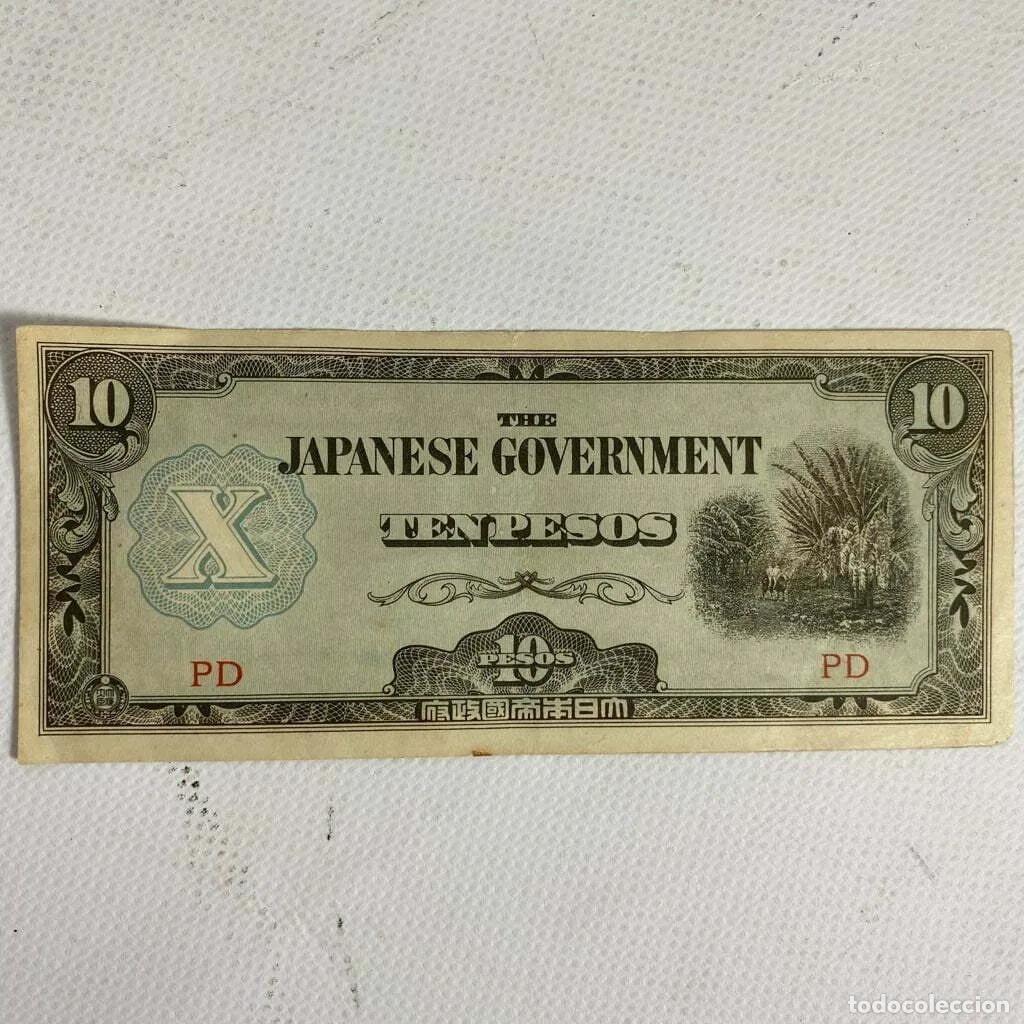 10
10
THE
JAPANESE GOVERNMENT
X
TEN PESOS
PD
10
PESOS
PD
府政國帝本日大
todocoleccion